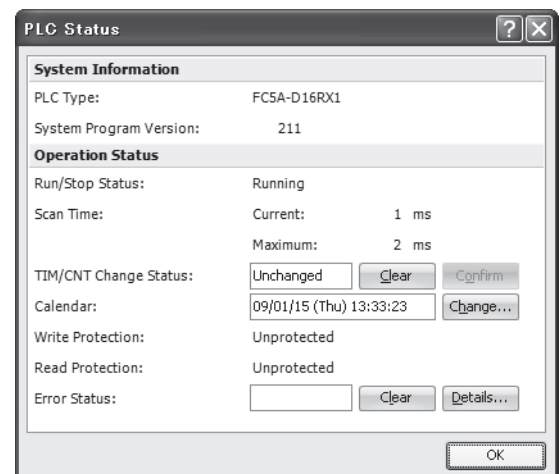 PLC Status
System Information
PLC Type: FC5A-D16RX1
System Program Version: 211
Operation Status
Run/Stop Status: Running
Scan Time: Current: 1 ms
Maximum: 2 ms
TIM/CNT Change Status: Unchanged Clear Confirm
Calendar: 09/01/15 (Thu) 13:33:23 Change...
Write Protection: Unprotected
Read Protection: Unprotected
Error Status: Clear Details...
OK